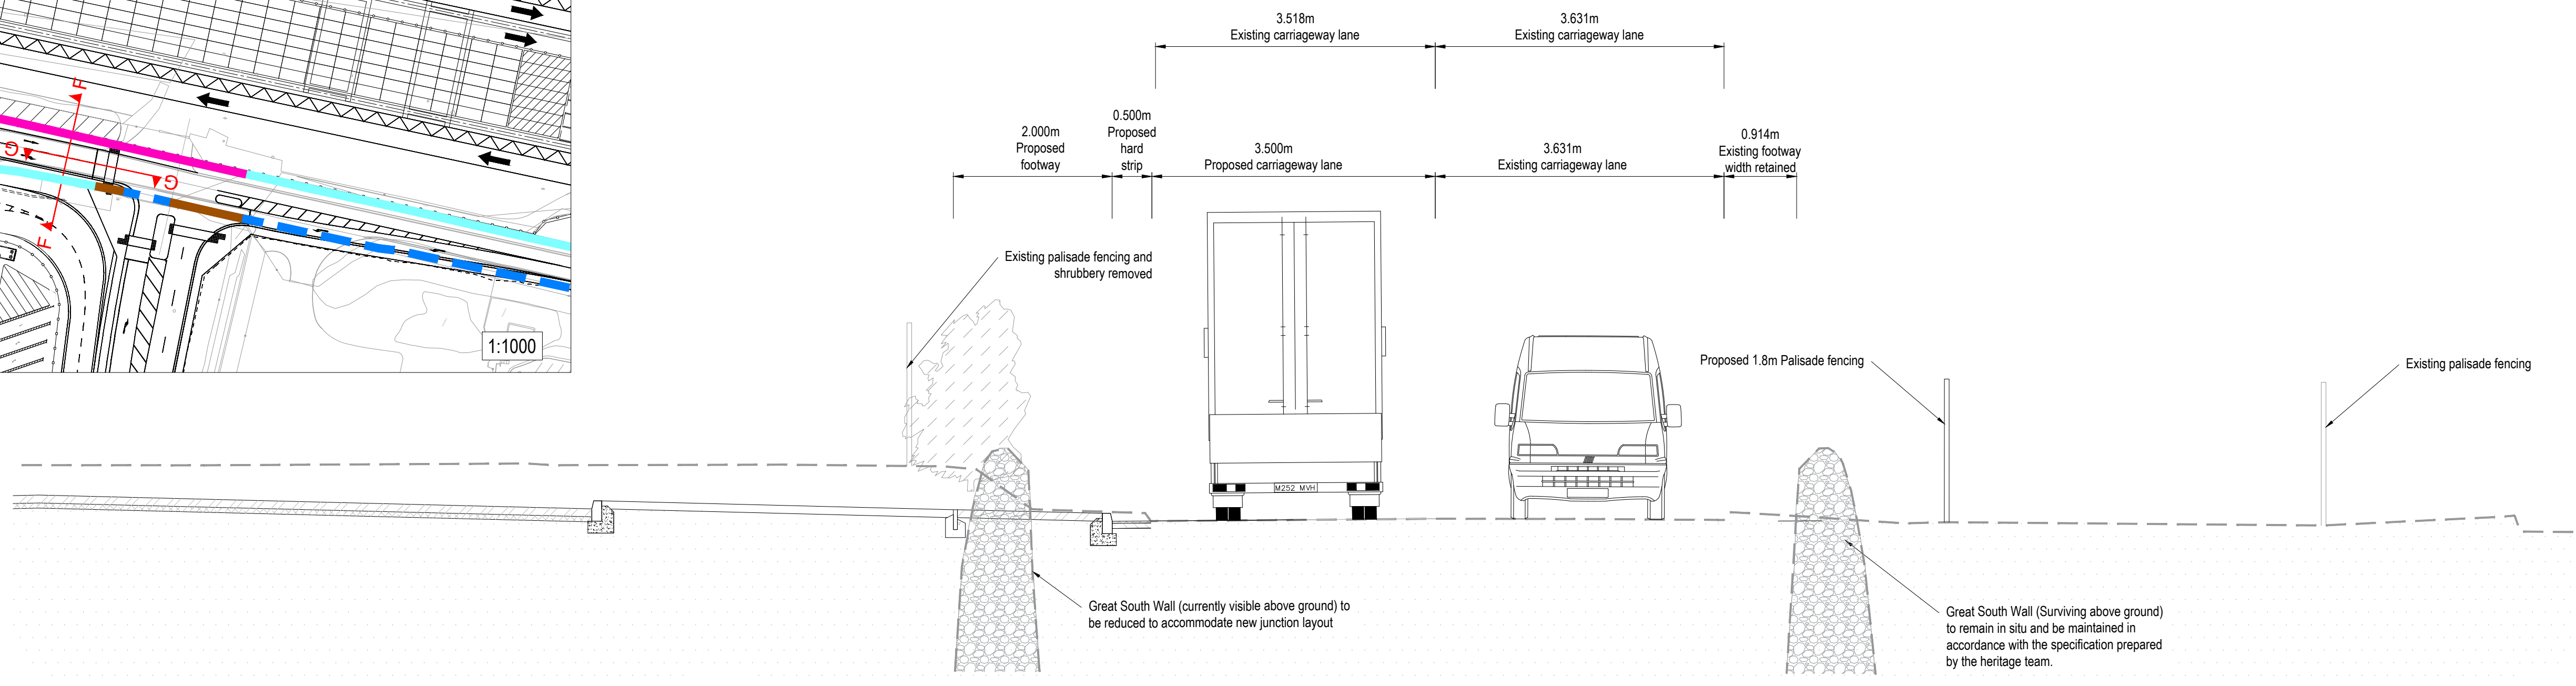 F
G
G
F
1:1000
3.518m
Existing carriageway lane
3.631m
Existing carriageway lane
2.000m
Proposed
footway
0.500m
Proposed
hard
strip
3.500m
Proposed carriageway lane
3.631m
Existing carriageway lane
0.914m
Existing footway
width retained
Existing palisade fencing and
shrubbery removed
Proposed 1.8m Palisade fencing
Existing palisade fencing
M252 MVH
Great South Wall (currently visible above ground) to
be reduced to accommodate new junction layout
Great South Wall (Surviving above ground)
to remain in situ and be maintained in
accordance with the specification prepared
by the heritage team.